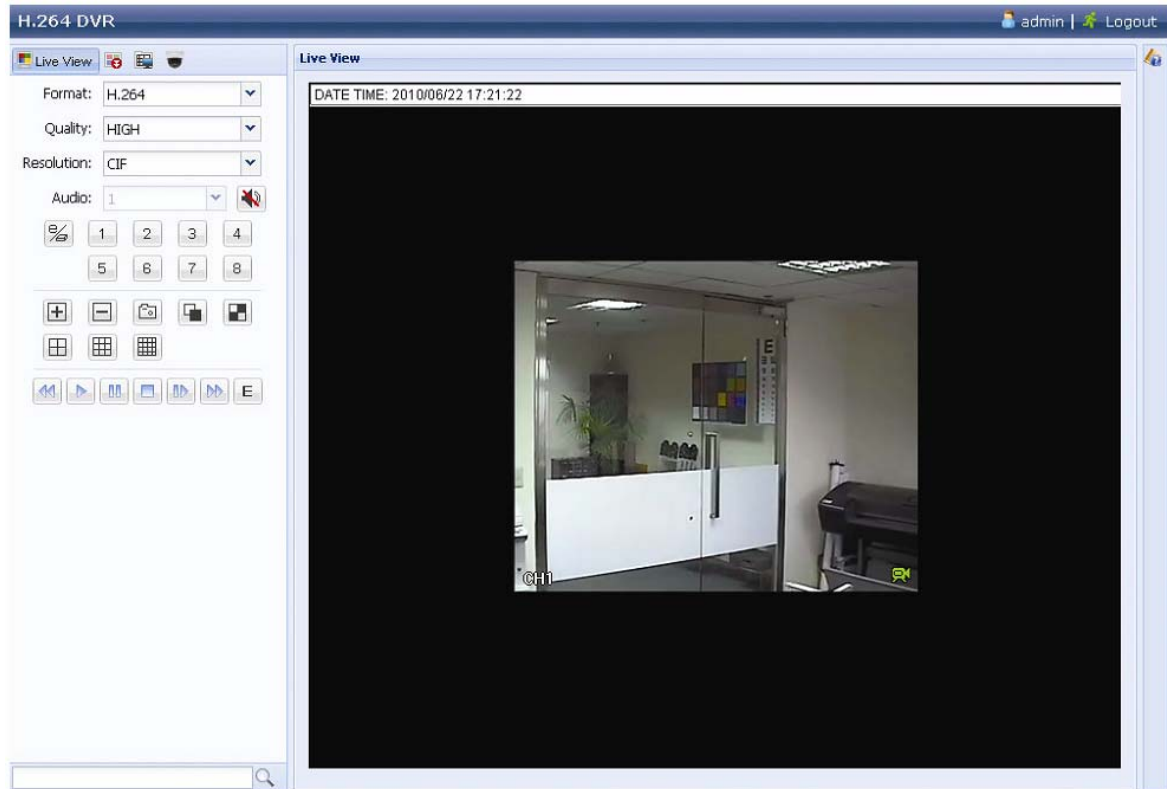 H.264 DVR
admin | Logout
Live View
Format: H.264
Quality: HIGH
Resolution: CIF
Audio: 1
1 2 3 4
5 6 7 8
E
Live View
DATE TIME: 2010/06/22 17:21:22
E
CH1